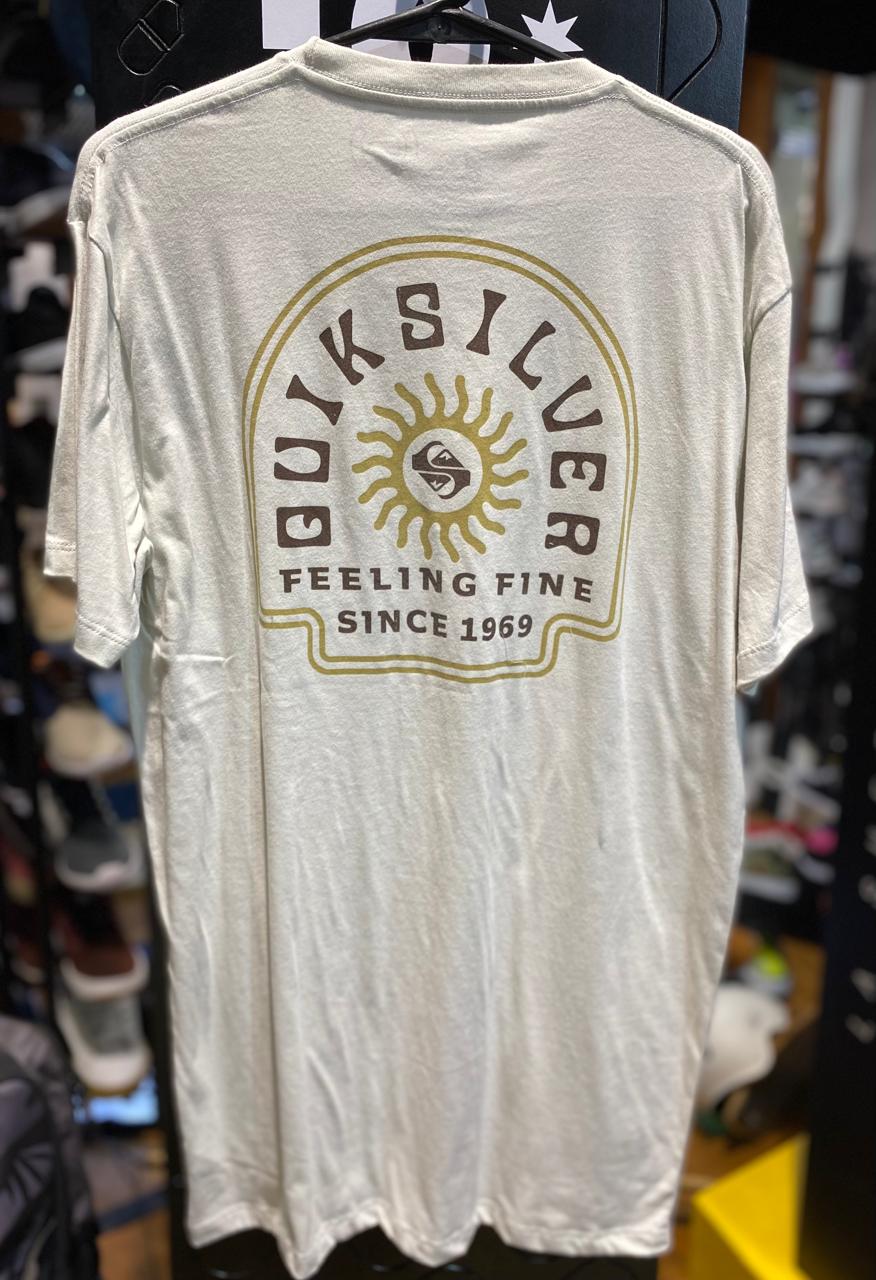 QUIKSILVER
FEELING FINE
SINCE 1969